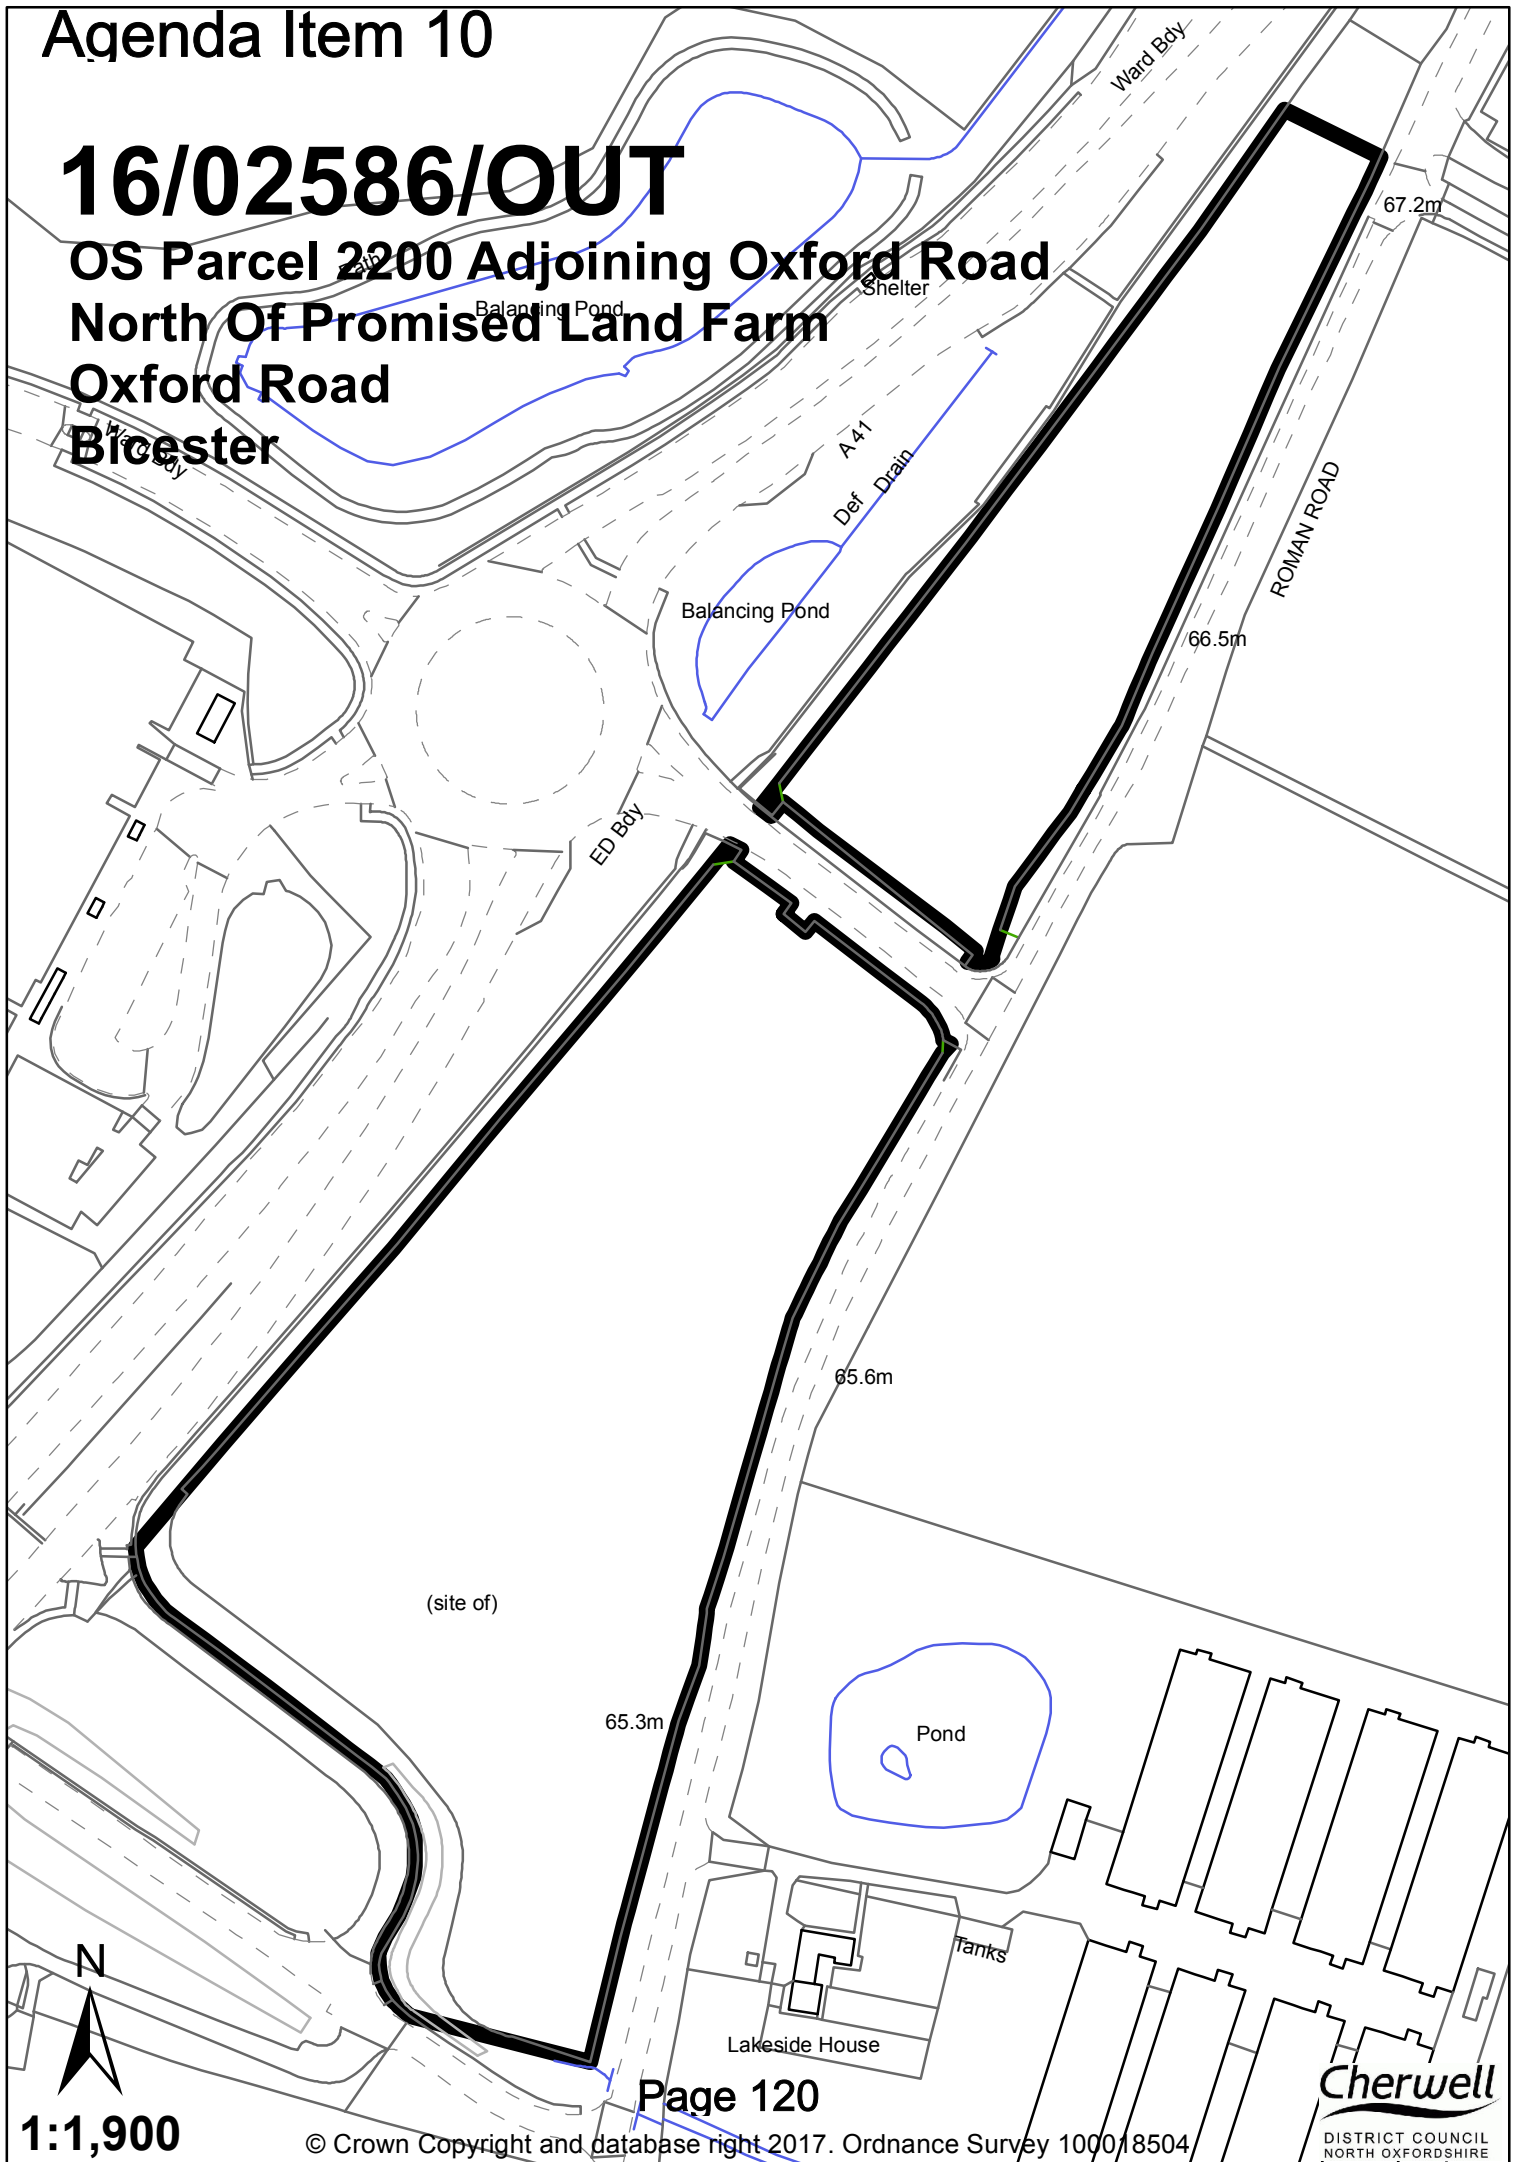 Agenda Item 10
16/02586/OUT
OS Parcel 2200 Adjoining Oxford Road
North Of Promised Land Farm
Oxford Road
Bicester
Ward Bdy
67.2m
Path
Shelter
Balancing Pond
Ward Bdy
A 41
Def
Drain
ROMAN ROAD
Balancing Pond
66.5m
ED Bdy
65.6m
(site of)
65.3m
Pond
Tanks
Lakeside House
N
1:1,900
Page 120
© Crown Copyright and database right 2017. Ordnance Survey 100018504
Cherwell
DISTRICT COUNCIL
NORTH OXFORDSHIRE